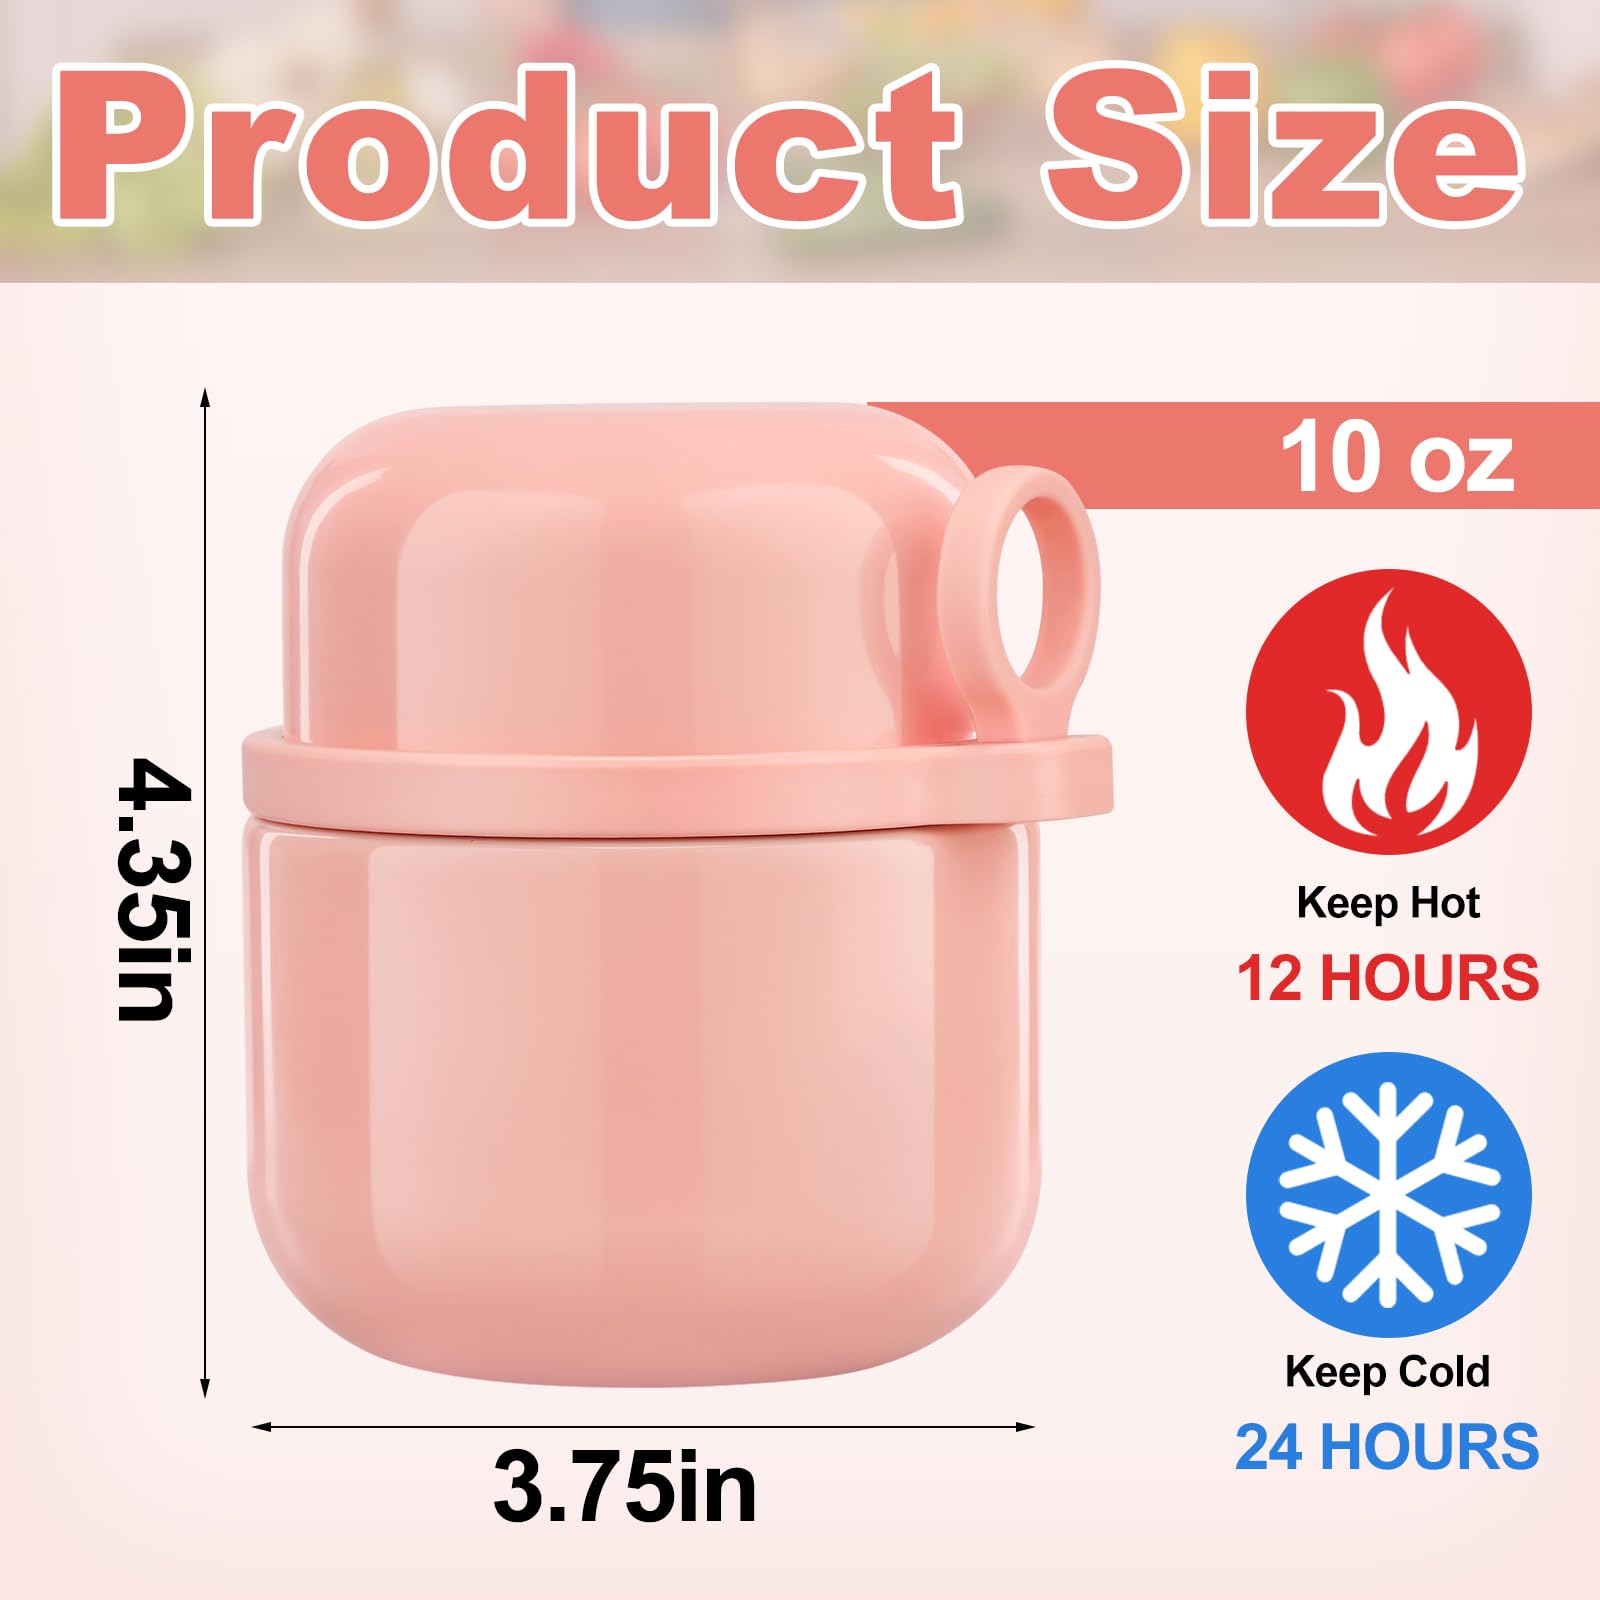 Product Size
10 oz
4.35in
Keep Hot
12 HOURS
Keep Cold
24 HOURS
3.75in